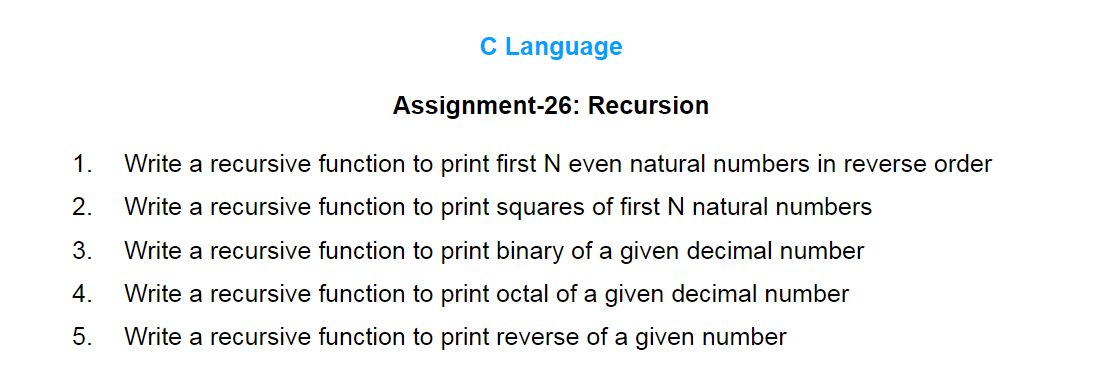 C Language
Assignment-26: Recursion
1. Write a recursive function to print first N even natural numbers in reverse order
2. Write a recursive function to print squares of first N natural numbers
3. Write a recursive function to print binary of a given decimal number
4. Write a recursive function to print octal of a given decimal number
5. Write a recursive function to print reverse of a given number